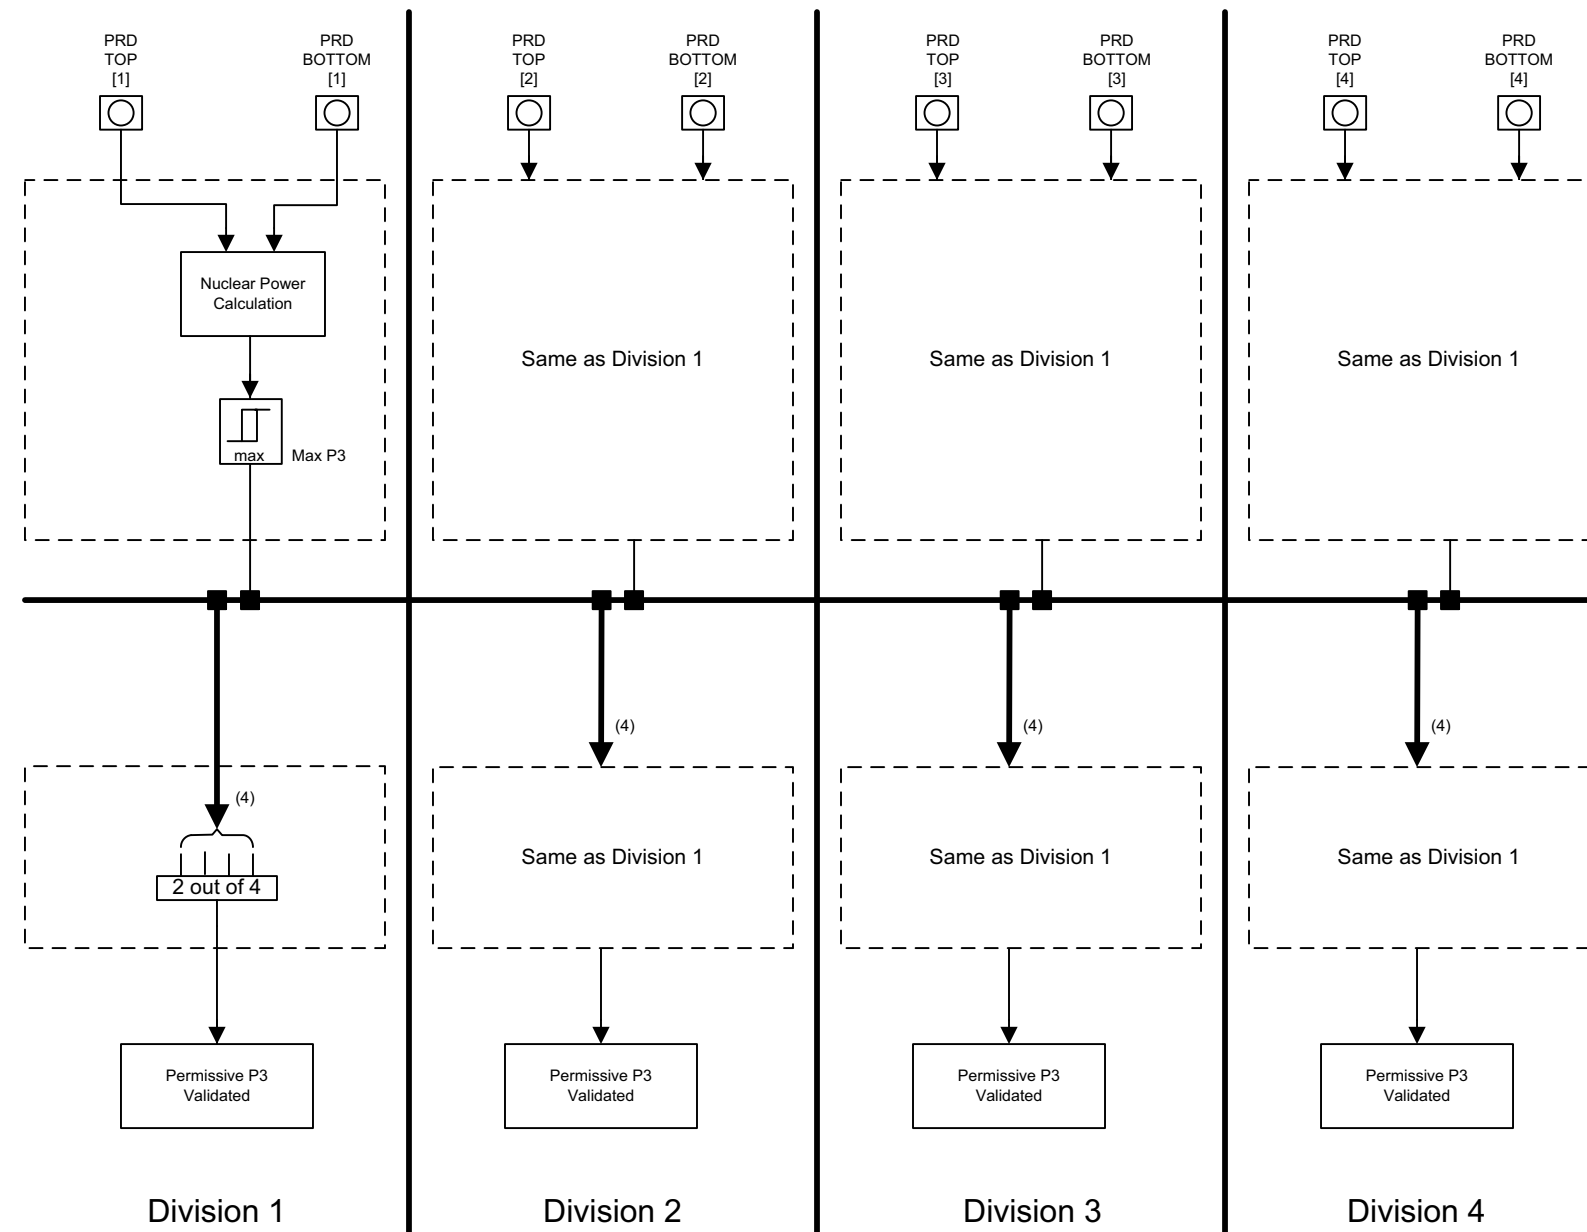 PRD
TOP
[1]
PRD
BOTTOM
[1]
PRD
TOP
[2]
PRD
BOTTOM
[2]
PRD
TOP
[3]
PRD
BOTTOM
[3]
PRD
TOP
[4]
PRD
BOTTOM
[4]
Nuclear Power
Calculation
max
Max P3
Same as Division 1
Same as Division 1
Same as Division 1
(4)
2 out of 4
(4)
Same as Division 1
(4)
Same as Division 1
(4)
Same as Division 1
Permissive P3
Validated
Permissive P3
Validated
Permissive P3
Validated
Permissive P3
Validated
Division 1
Division 2
Division 3
Division 4